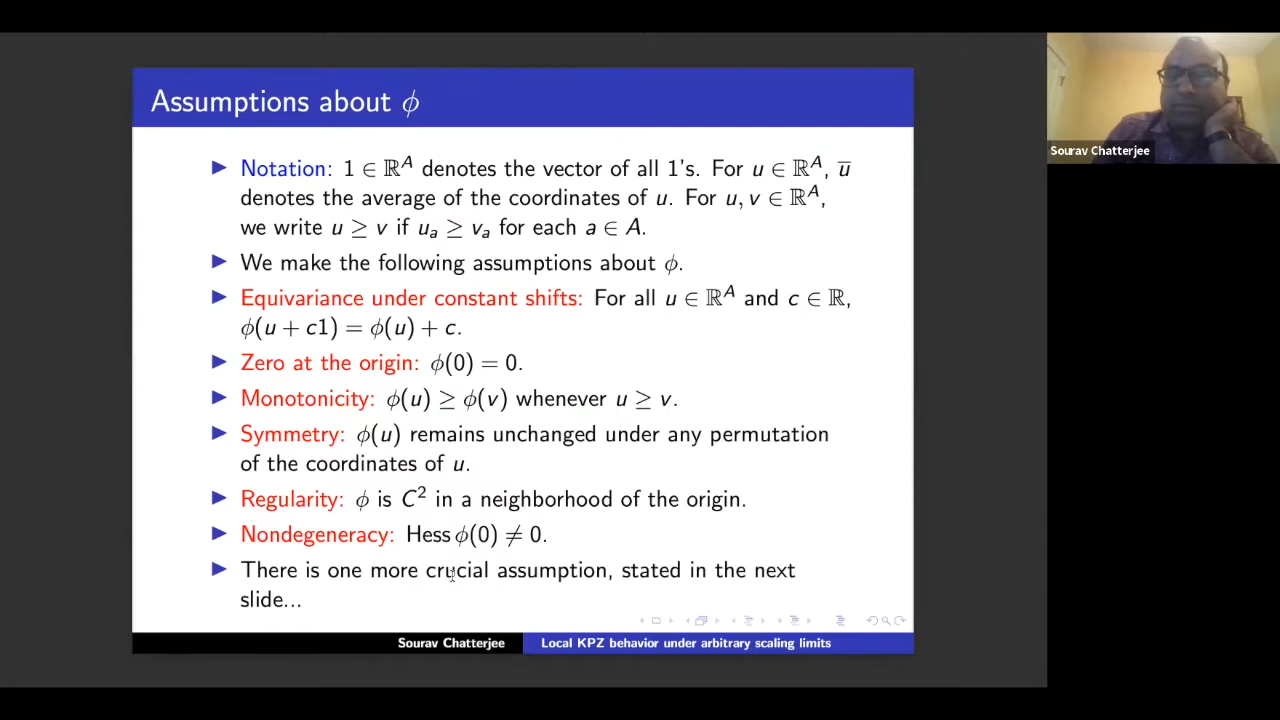 Assumptions about ϕ
▶ Notation: 1 ∈ ℝ^A denotes the vector of all 1's. For u ∈ ℝ^A, u̅
denotes the average of the coordinates of u. For u, v ∈ ℝ^A,
we write u ≥ v if u_a ≥ v_a for each a ∈ A.
▶ We make the following assumptions about ϕ.
▶ Equivariance under constant shifts: For all u ∈ ℝ^A and c ∈ ℝ,
ϕ(u + c1) = ϕ(u) + c.
▶ Zero at the origin: ϕ(0) = 0.
▶ Monotonicity: ϕ(u) ≥ ϕ(v) whenever u ≥ v.
▶ Symmetry: ϕ(u) remains unchanged under any permutation
of the coordinates of u.
▶ Regularity: ϕ is C² in a neighborhood of the origin.
▶ Nondegeneracy: Hess ϕ(0) ≠ 0.
▶ There is one more crucial assumption, stated in the next
slide...
Sourav Chatterjee
Local KPZ behavior under arbitrary scaling limits
Sourav Chatterjee